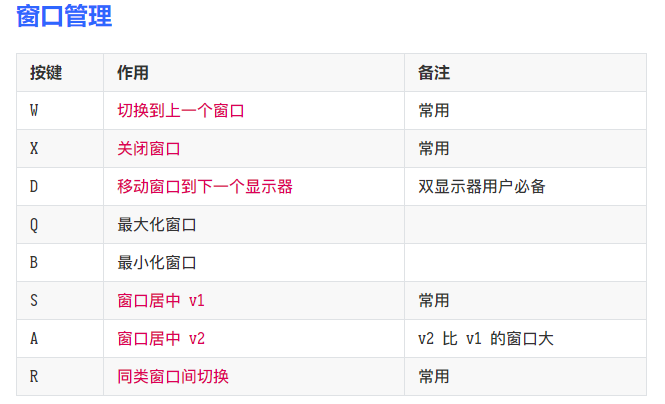 窗口管理
按键 作用 备注
W 切换到上一个窗口 常用
X 关闭窗口 常用
D 移动窗口到下一个显示器 双显示器用户必备
Q 最大化窗口
B 最小化窗口
S 窗口居中 v1 常用
A 窗口居中 v2 v2 比 v1 的窗口大
R 同类窗口间切换 常用